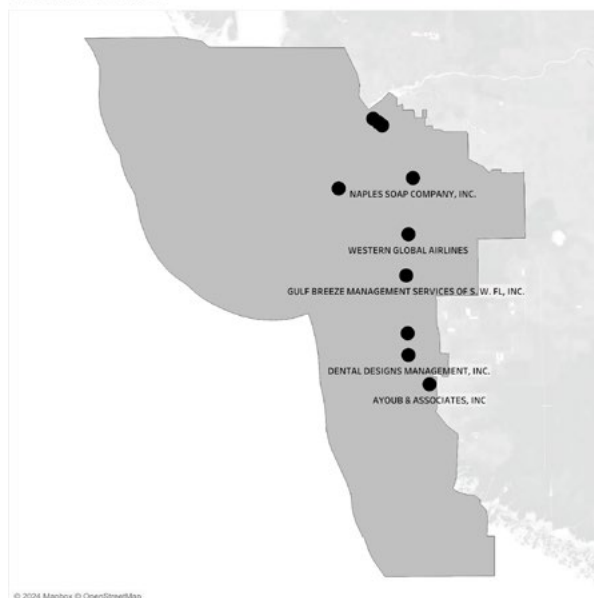 NAPLES SOAP COMPANY, INC.
WESTERN GLOBAL AIRLINES
GULF BREEZE MANAGEMENT SERVICES OF S. W. FL, INC.
DENTAL DESIGNS MANAGEMENT, INC.
AYOUB & ASSOCIATES, INC
© 2024 Mapbox © OpenStreetMap